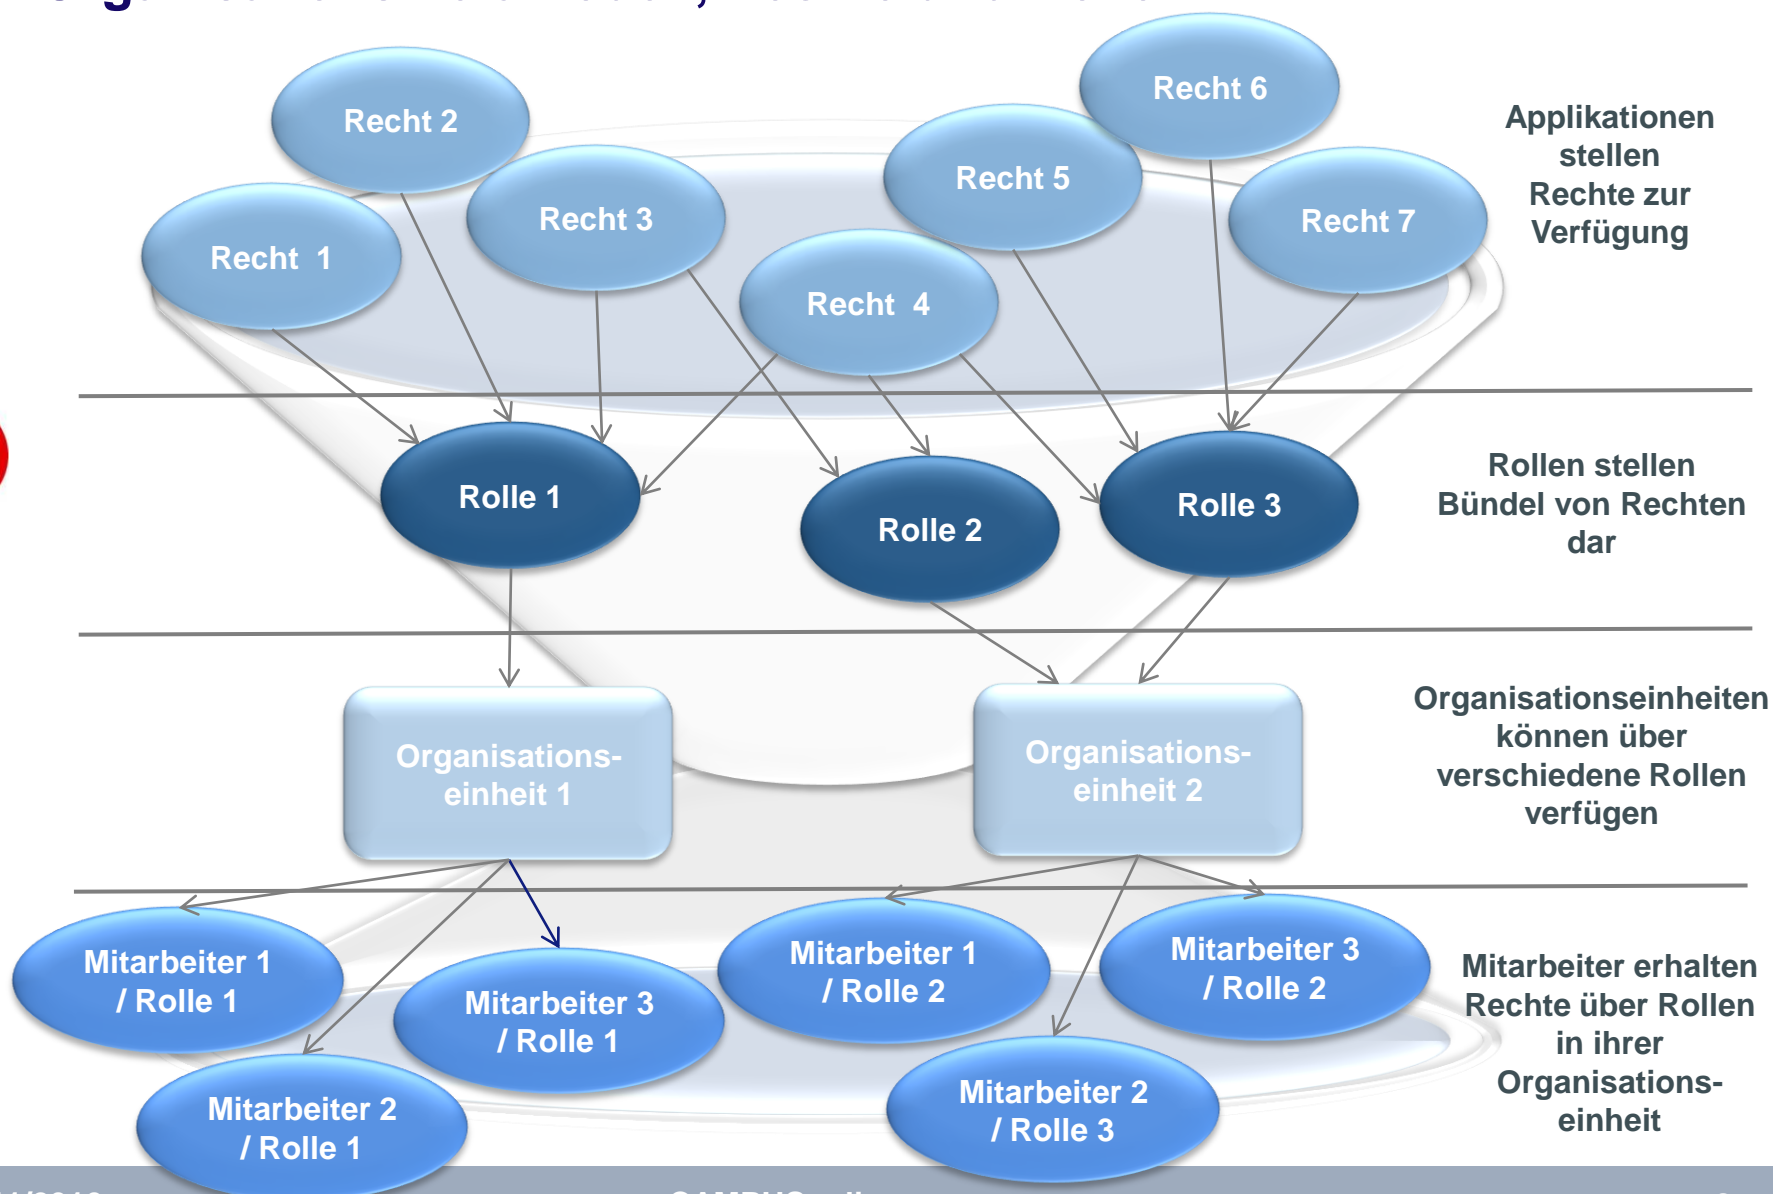 Recht 6
Recht 2
Recht 5
Recht 3
Recht 7
Recht 1
Recht 4
Applikationen
stellen
Rechte zur
Verfügung
Rolle 1
Rolle 2
Rolle 3
Rollen stellen
Bündel von Rechten
dar
Organisations-
einheit 1
Organisations-
einheit 2
Organisationseinheiten
können über
verschiedene Rollen
verfügen
Mitarbeiter 1
/ Rolle 1
Mitarbeiter 3
/ Rolle 1
Mitarbeiter 2
/ Rolle 1
Mitarbeiter 1
/ Rolle 2
Mitarbeiter 3
/ Rolle 2
Mitarbeiter 2
/ Rolle 3
Mitarbeiter erhalten
Rechte über Rollen
in ihrer
Organisations-
einheit